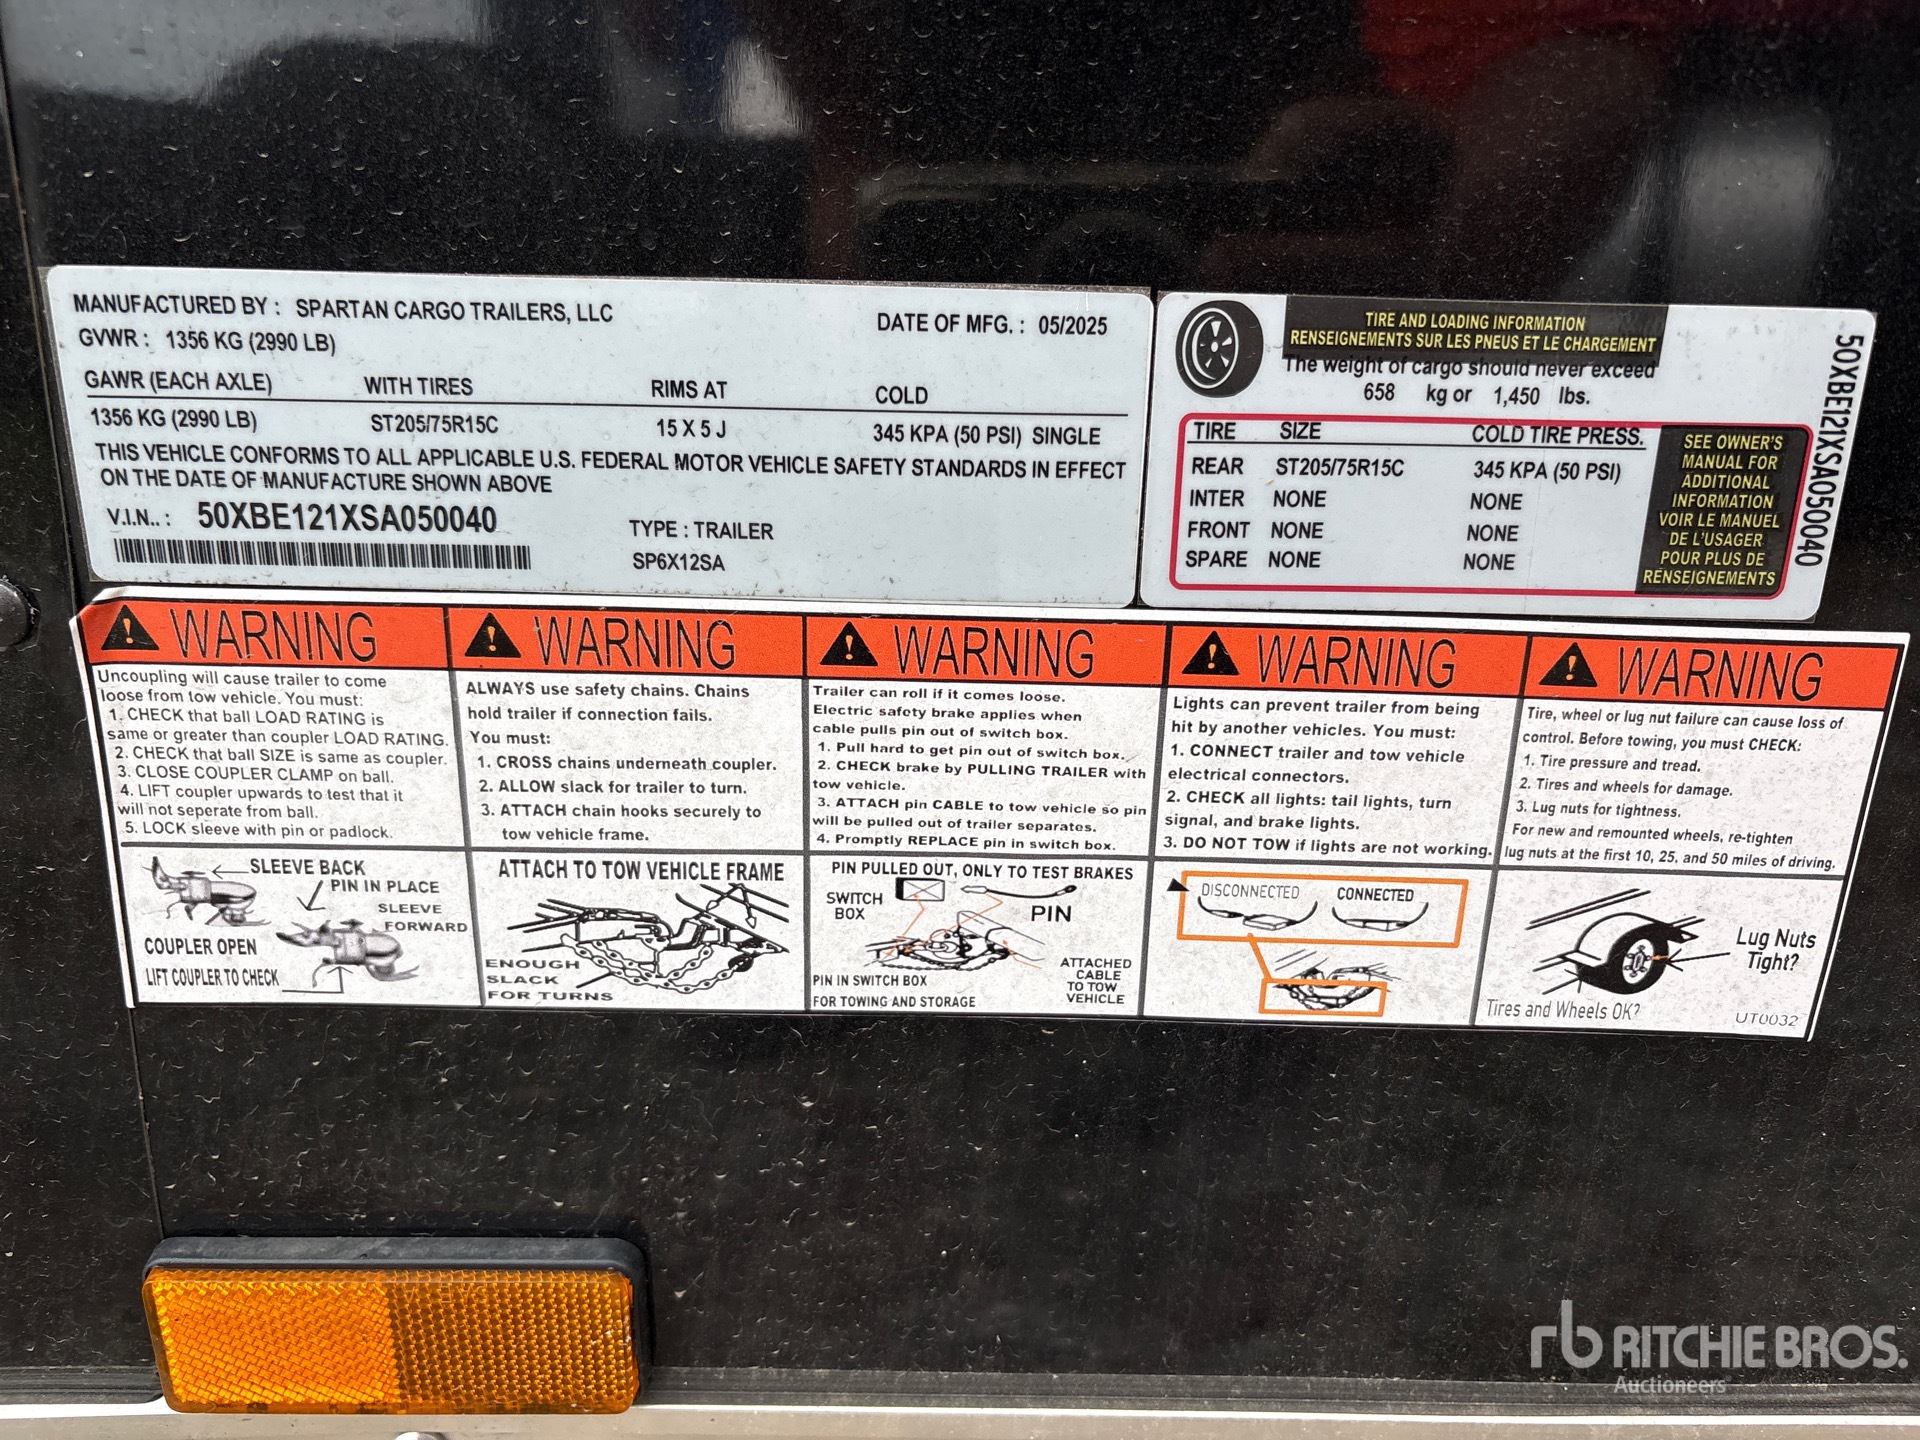 MANUFACTURED BY : SPARTAN CARGO TRAILERS, LLC
DATE OF MFG. : 05/2025
GVWR : 1356 KG (2990 LB)
GAWR (EACH AXLE) WITH TIRES RIMS AT COLD
1356 KG (2990 LB) ST205/75R15C 15 X 5 J 345 KPA (50 PSI) SINGLE
THIS VEHICLE CONFORMS TO ALL APPLICABLE U.S. FEDERAL MOTOR VEHICLE SAFETY STANDARDS IN EFFECT
ON THE DATE OF MANUFACTURE SHOWN ABOVE
V.I.N.. : 50XBE121XSA050040
TYPE : TRAILER
SP6X12SA
TIRE AND LOADING INFORMATION
RENSEIGNEMENTS SUR LES PNEUS ET LE CHARGEMENT
The weight of cargo should never exceed
658 kg or 1,450 lbs.
TIRE SIZE COLD TIRE PRESS.
REAR ST205/75R15C 345 KPA (50 PSI)
INTER NONE NONE
FRONT NONE NONE
SPARE NONE NONE
SEE OWNER'S
MANUAL FOR
ADDITIONAL
INFORMATION
VOIR LE MANUEL
DE L'USAGER
POUR PLUS DE
RENSEIGNEMENTS
50XBE121XSA050040
WARNING
Uncoupling will cause trailer to come
loose from tow vehicle. You must:
1. CHECK that ball LOAD RATING is
same or greater than coupler LOAD RATING.
2. CHECK that ball SIZE is same as coupler.
3. CLOSE COUPLER CLAMP on ball.
4. LIFT coupler upwards to test that it
will not seperate from ball.
5. LOCK sleeve with pin or padlock.
SLEEVE BACK
PIN IN PLACE
SLEEVE
FORWARD
COUPLER OPEN
LIFT COUPLER TO CHECK
WARNING
ALWAYS use safety chains. Chains
hold trailer if connection fails.
You must:
1. CROSS chains underneath coupler.
2. ALLOW slack for trailer to turn.
3. ATTACH chain hooks securely to
tow vehicle frame.
ATTACH TO TOW VEHICLE FRAME
ENOUGH
SLACK
FOR TURNS
WARNING
Trailer can roll if it comes loose.
Electric safety brake applies when
cable pulls pin out of switch box.
1. Pull hard to get pin out of switch box.
2. CHECK brake by PULLING TRAILER with
tow vehicle.
3. ATTACH pin CABLE to tow vehicle so pin
will be pulled out of trailer separates.
4. Promptly REPLACE pin in switch box.
PIN PULLED OUT, ONLY TO TEST BRAKES
SWITCH
BOX
PIN
PIN IN SWITCH BOX
FOR TOWING AND STORAGE
ATTACHED
CABLE
TO TOW
VEHICLE
WARNING
Lights can prevent trailer from being
hit by another vehicles. You must:
1. CONNECT trailer and tow vehicle
electrical connectors.
2. CHECK all lights: tail lights, turn
signal, and brake lights.
3. DO NOT TOW if lights are not working.
DISCONNECTED CONNECTED
WARNING
Tire, wheel or lug nut failure can cause loss of
control. Before towing, you must CHECK:
1. Tire pressure and tread.
2. Tires and wheels for damage.
3. Lug nuts for tightness.
For new and remounted wheels, re-tighten
lug nuts at the first 10, 25, and 50 miles of driving.
Lug Nuts
Tight?
Tires and Wheels OK?
UT0032
rb RITCHIE BROS.
Auctioneers